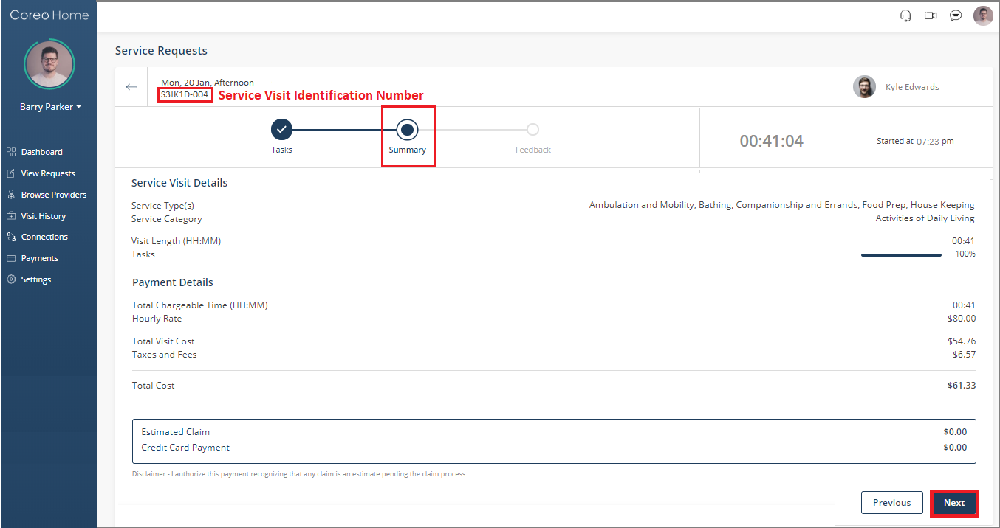 Coreo Home
Barry Parker
Dashboard
View Requests
Browse Providers
Visit History
Connections
Payments
Settings
Service Requests
Mon, 20 Jan, Afternoon
S3IK1D-004 Service Visit Identification Number
Kyle Edwards
Tasks
Summary
Feedback
00:41:04
Started at 07:23 pm
Service Visit Details
Service Type(s) Ambulation and Mobility, Bathing, Companionship and Errands, Food Prep, House Keeping
Service Category Activities of Daily Living
Visit Length (HH:MM) 00:41
Tasks 100%
Payment Details
Total Chargeable Time (HH:MM) 00:41
Hourly Rate $80.00
Total Visit Cost $54.76
Taxes and Fees $6.57
Total Cost $61.33
Estimated Claim $0.00
Credit Card Payment $0.00
Disclaimer - I authorize this payment recognizing that any claim is an estimate pending the claim process
Previous Next